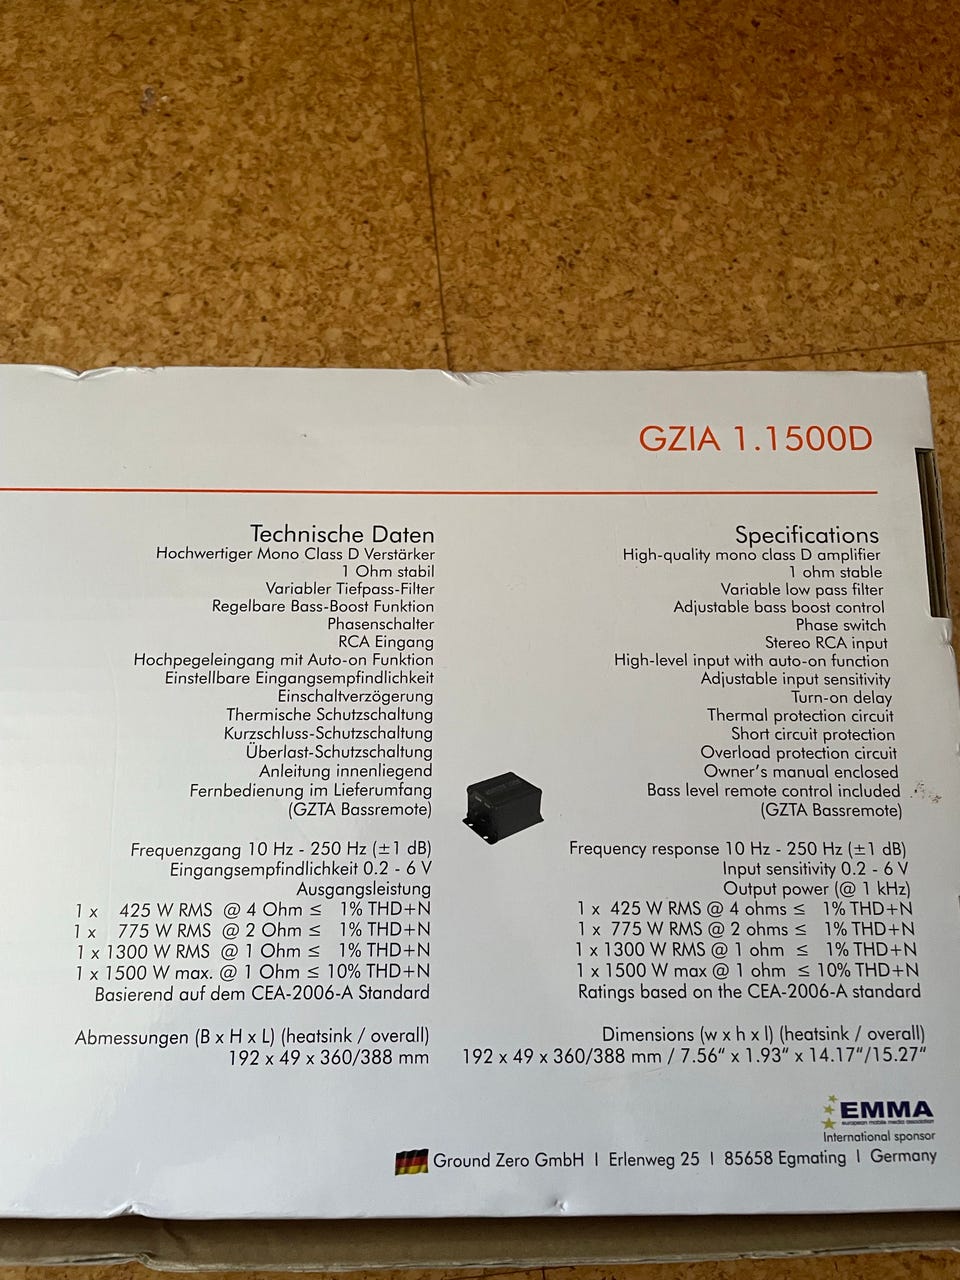 GZIA 1.1500D
Technische Daten
Hochwertiger Mono Class D Verstärker
1 Ohm stabil
Variabler Tiefpass-Filter
Regelbare Bass-Boost Funktion
Phasenschalter
RCA Eingang
Hochpegeleingang mit Auto-on Funktion
Einstellbare Eingangsempfindlichkeit
Einschaltverzögerung
Thermische Schutzschaltung
Kurzschluss-Schutzschaltung
Überlast-Schutzschaltung
Anleitung innenliegend
Fernbedienung im Lieferumfang
(GZTA Bassremote)
Frequenzgang 10 Hz - 250 Hz (±1 dB)
Eingangsempfindlichkeit 0.2 - 6 V
Ausgangsleistung
1 x 425 W RMS @ 4 Ohm ≤ 1% THD+N
1 x 775 W RMS @ 2 Ohm ≤ 1% THD+N
1 x 1300 W RMS @ 1 Ohm ≤ 1% THD+N
1 x 1500 W max. @ 1 Ohm ≤ 10% THD+N
Basierend auf dem CEA-2006-A Standard
Abmessungen (B x H x L) (heatsink / overall)
192 x 49 x 360/388 mm
Specifications
High-quality mono class D amplifier
1 ohm stable
Variable low pass filter
Adjustable bass boost control
Phase switch
Stereo RCA input
High-level input with auto-on function
Adjustable input sensitivity
Turn-on delay
Thermal protection circuit
Short circuit protection
Overload protection circuit
Owner's manual enclosed
Bass level remote control included
(GZTA Bassremote)
Frequency response 10 Hz - 250 Hz (±1 dB)
Input sensitivity 0.2 - 6 V
Output power (@ 1 kHz)
1 x 425 W RMS @ 4 ohms ≤ 1% THD+N
1 x 775 W RMS @ 2 ohms ≤ 1% THD+N
1 x 1300 W RMS @ 1 ohm ≤ 1% THD+N
1 x 1500 W max @ 1 ohm ≤ 10% THD+N
Ratings based on the CEA-2006-A standard
Dimensions (w x h x l) (heatsink / overall)
192 x 49 x 360/388 mm / 7.56“ x 1.93“ x 14.17“/15.27“
EMMA
european mobile media association
International sponsor
Ground Zero GmbH I Erlenweg 25 I 85658 Egmating I Germany